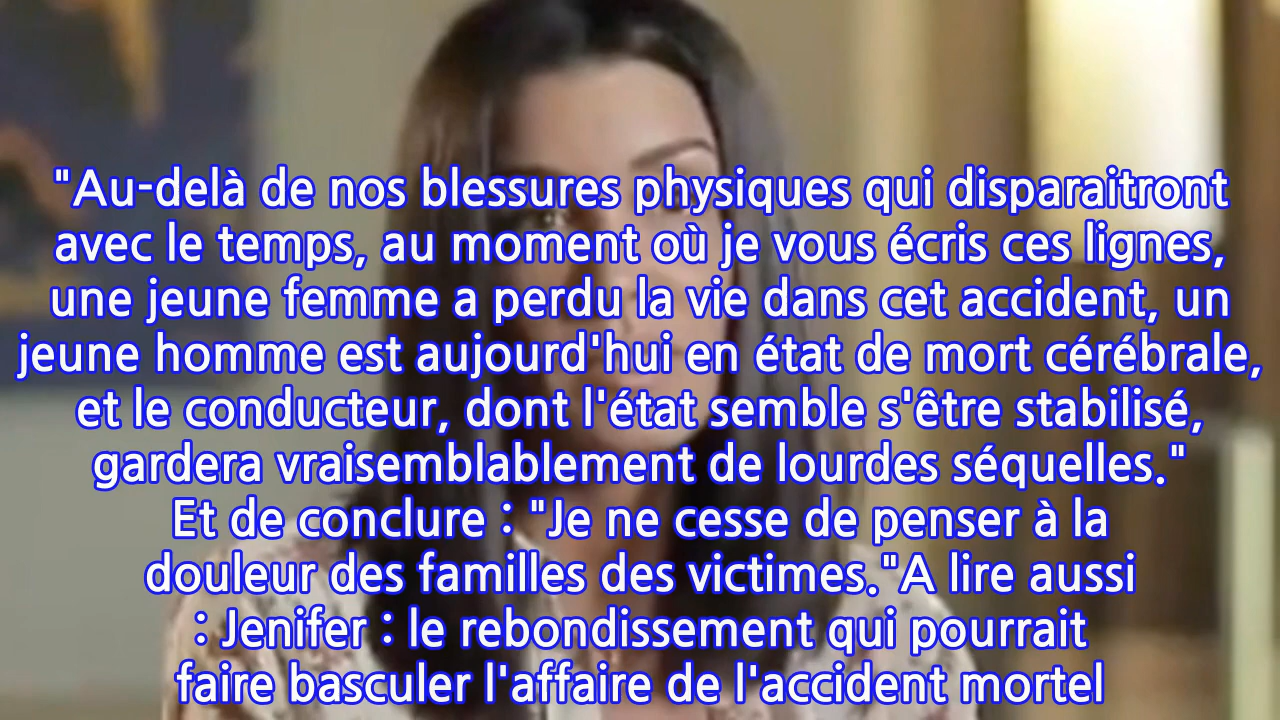 "Au-delà de nos blessures physiques qui disparaitront
avec le temps, au moment où je vous écris ces lignes,
une jeune femme a perdu la vie dans cet accident, un
jeune homme est aujourd'hui en état de mort cérébrale,
et le conducteur, dont l'état semble s'être stabilisé,
gardera vraisemblablement de lourdes séquelles."
Et de conclure : "Je ne cesse de penser à la
douleur des familles des victimes."A lire aussi
: Jenifer : le rebondissement qui pourrait
faire basculer l'affaire de l'accident mortel